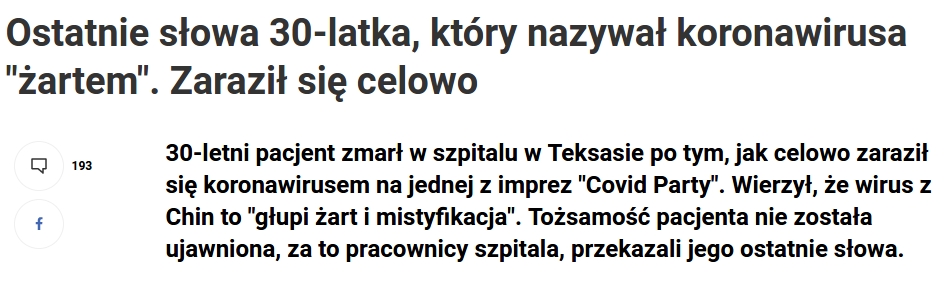 Ostatnie słowa 30-latka, który nazywał koronawirusa
"żartem". Zaraził się celowo
193
30-letni pacjent zmarł w szpitalu w Teksasie po tym, jak celowo zaraził
się koronawirusem na jednej z imprez "Covid Party". Wierzył, że wirus z
Chin to "głupi żart i mistyfikacja". Tożsamość pacjenta nie została
ujawniona, za to pracownicy szpitala, przekazali jego ostatnie słowa.